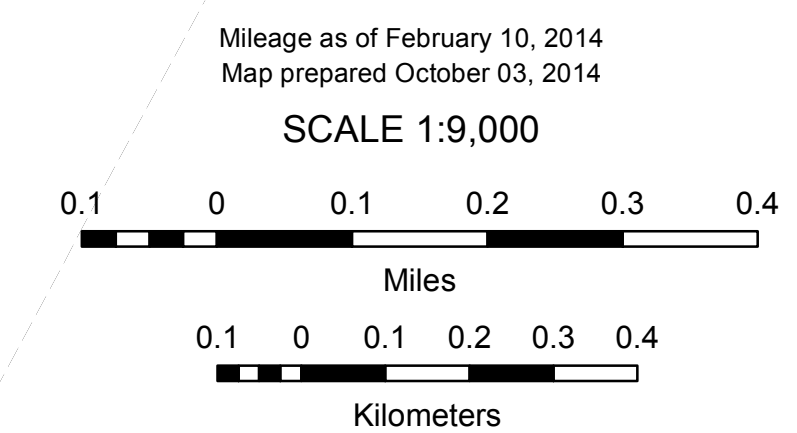 Mileage as of February 10, 2014
Map prepared October 03, 2014
SCALE 1:9,000
0.1 0 0.1 0.2 0.3 0.4
Miles
0.1 0 0.1 0.2 0.3 0.4
Kilometers